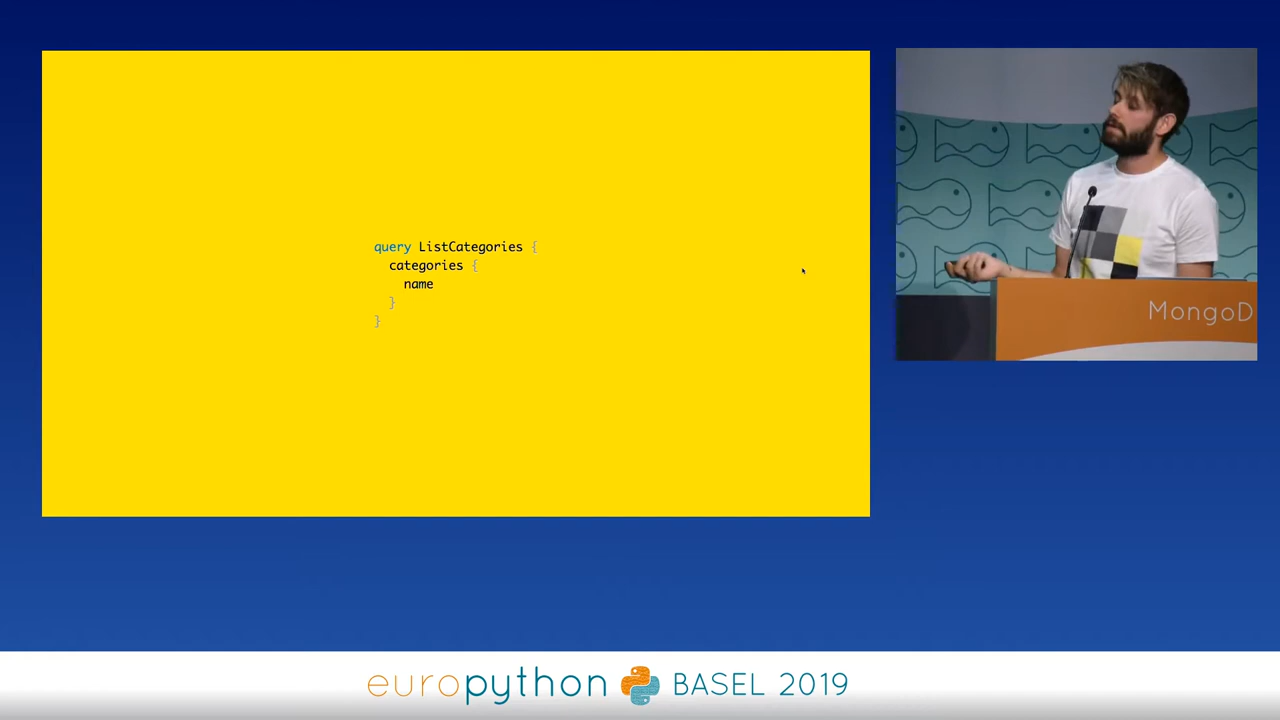 query ListCategories {
  categories {
    name
  }
}
MongoD
europython BASEL 2019